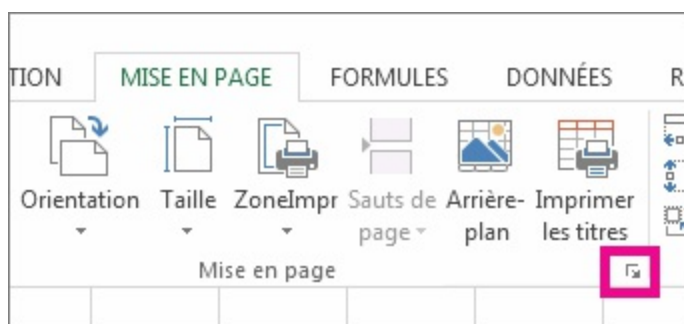 TION MISE EN PAGE FORMULES DONNÉES R
Orientation Taille ZoneImpr Sauts de Arrière- Imprimer
page plan les titres
Mise en page